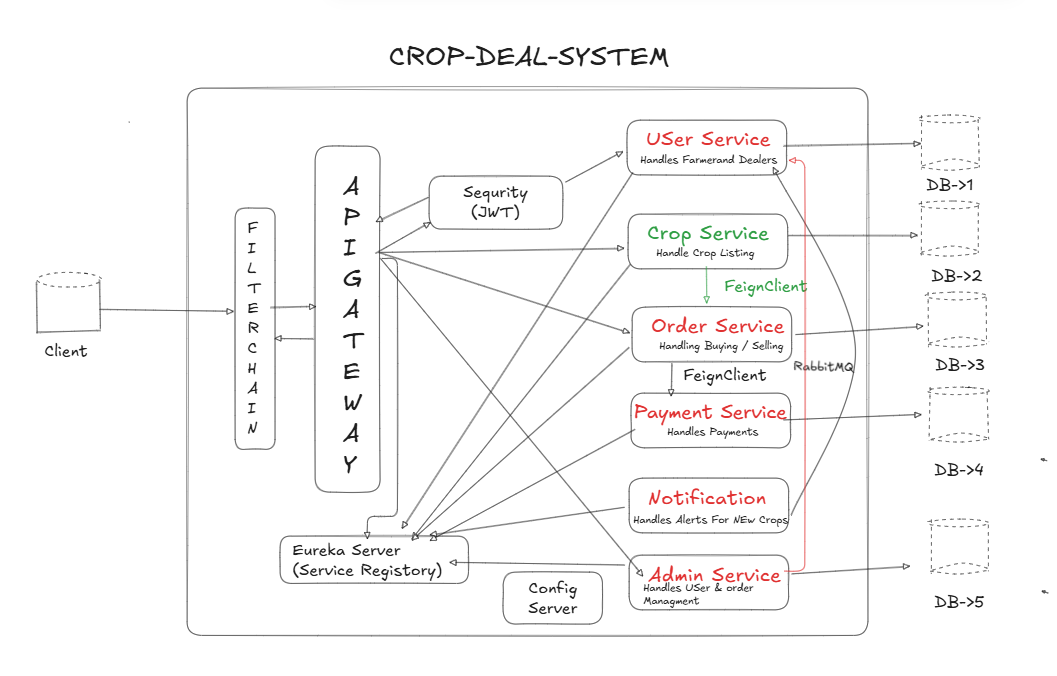 CROP-DEAL-SYSTEM
Client
FILTERCHAIN
APIGATEWAY
Sequrity
(JWT)
USer Service
Handles Farmerand Dealers
Crop Service
Handle Crop Listing
FeignClient
Order Service
Handling Buying / Selling
FeignClient
RabbitMQ
Payment Service
Handles Payments
Notification
Handles Alerts For NEw Crops
Admin Service
Handles USer & order
Managment
Eureka Server
(Service Registory)
Config
Server
DB->1
DB->2
DB->3
DB->4
DB->5